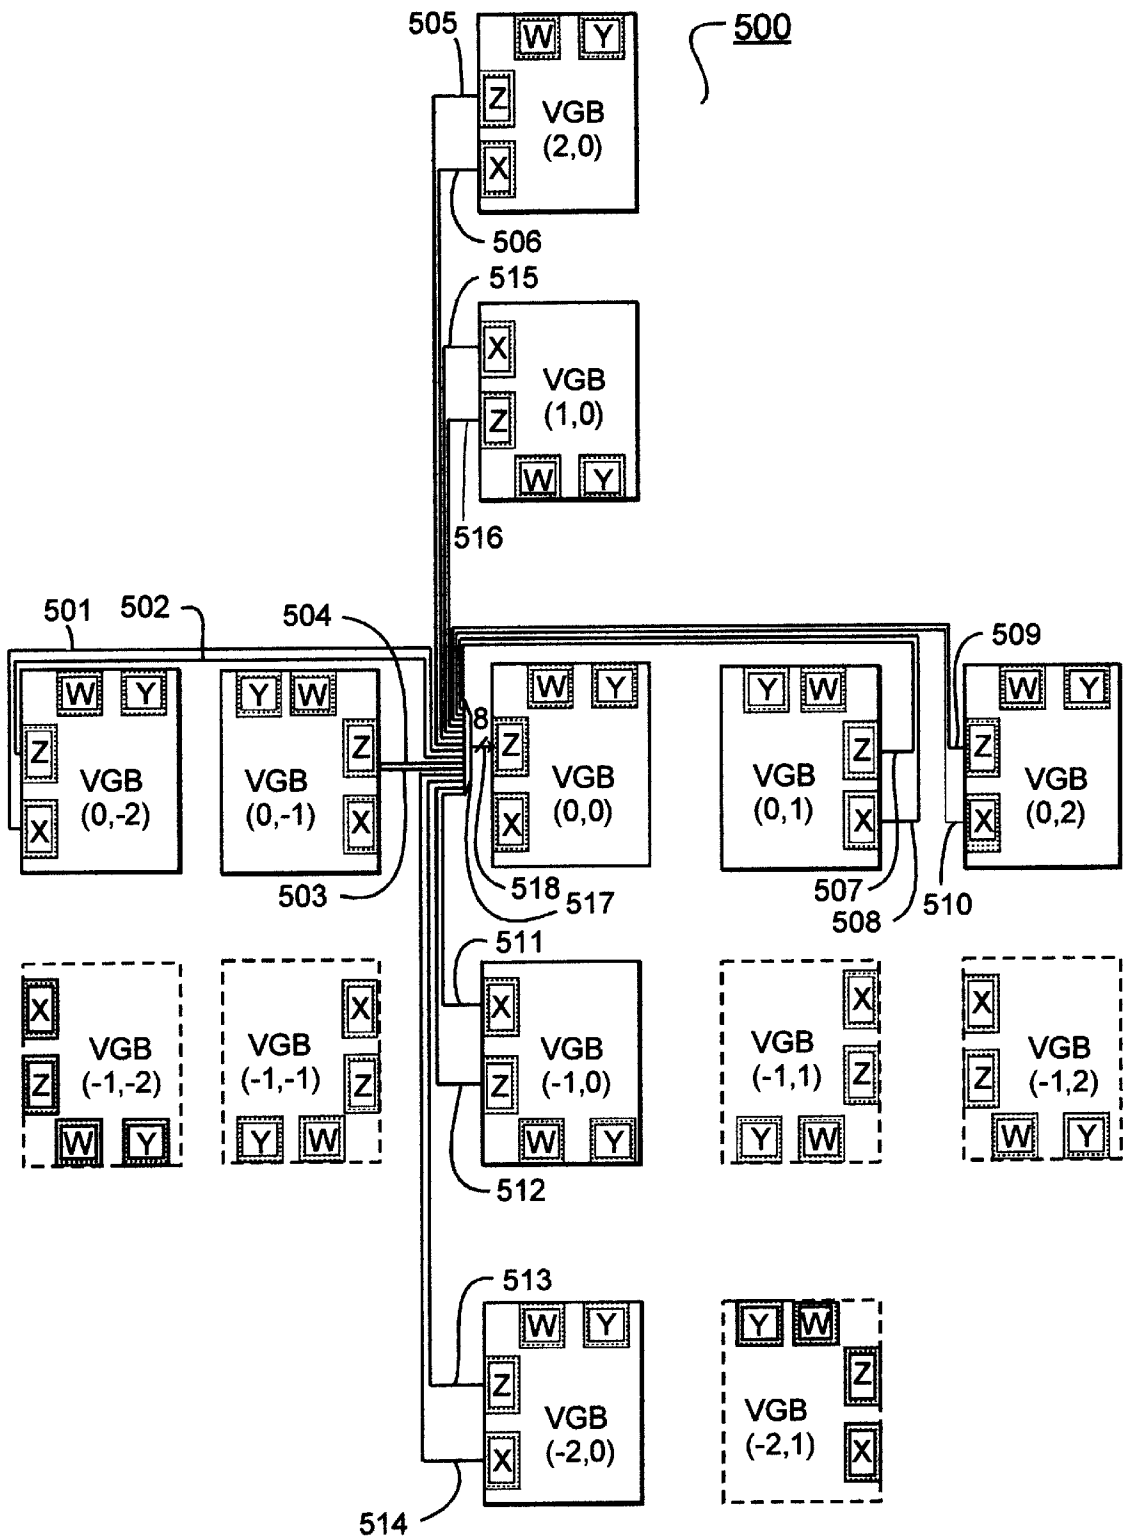 505
500
W Y
Z
VGB
(2,0)
X
506
515
X
VGB
(1,0)
Z
W Y
516
501 502 504 509
W Y
Z
VGB
(0,-2)
X
Y W
Z
VGB
(0,-1)
X
8
W Y
Z
VGB
(0,0)
X
Y W
Z
VGB
(0,1)
X
W Y
Z
VGB
(0,2)
X
503 518 517 507 508 510
511
X
VGB
(-1,-2)
Z
W Y
X
VGB
(-1,-1)
Z
Y W
X
VGB
(-1,0)
Z
W Y
X
VGB
(-1,1)
Z
Y W
X
VGB
(-1,2)
Z
W Y
512
513
W Y
Z
VGB
(-2,0)
X
Y W
Z
VGB
(-2,1)
X
514